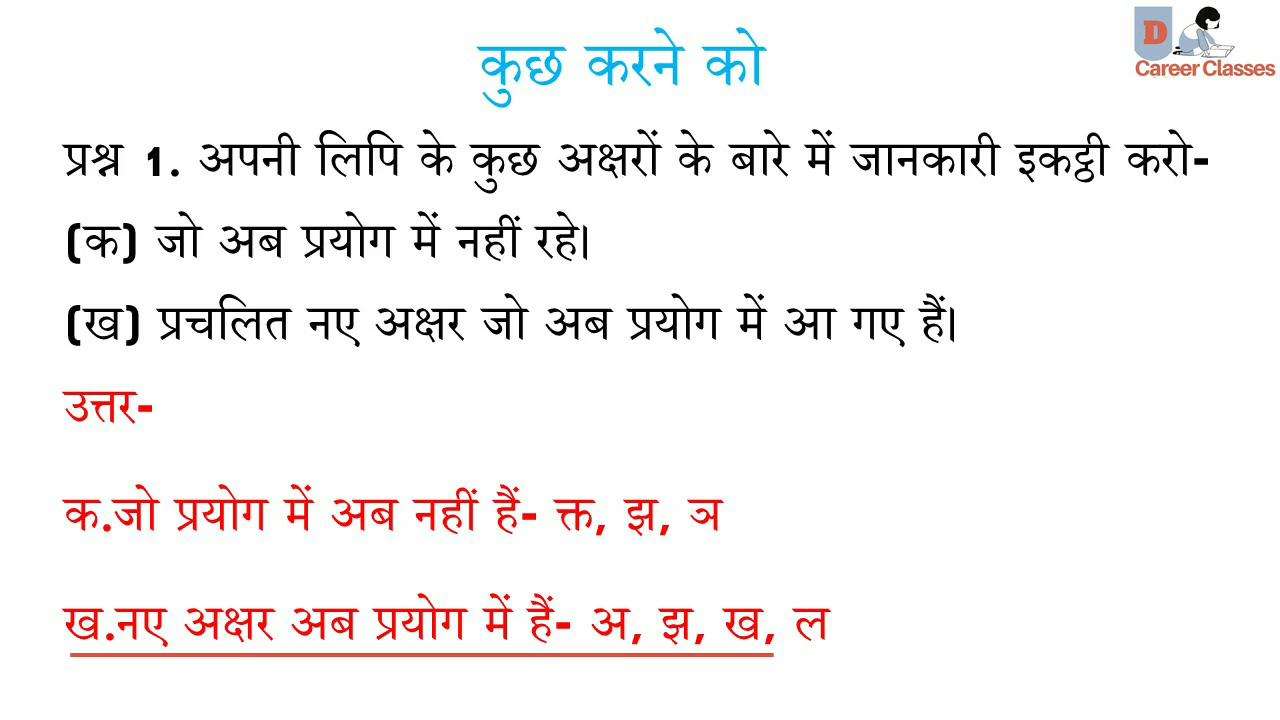 D
Career Classes
कुछ करने को
प्रश्न 1. अपनी लिपि के कुछ अक्षरों के बारे में जानकारी इकट्ठी करो-
(क) जो अब प्रयोग में नहीं रहे।
(ख) प्रचलित नए अक्षर जो अब प्रयोग में आ गए हैं।
उत्तर-
क.जो प्रयोग में अब नहीं हैं- क्त, झ, ञ
ख.नए अक्षर अब प्रयोग में हैं- अ, झ, ख, ल